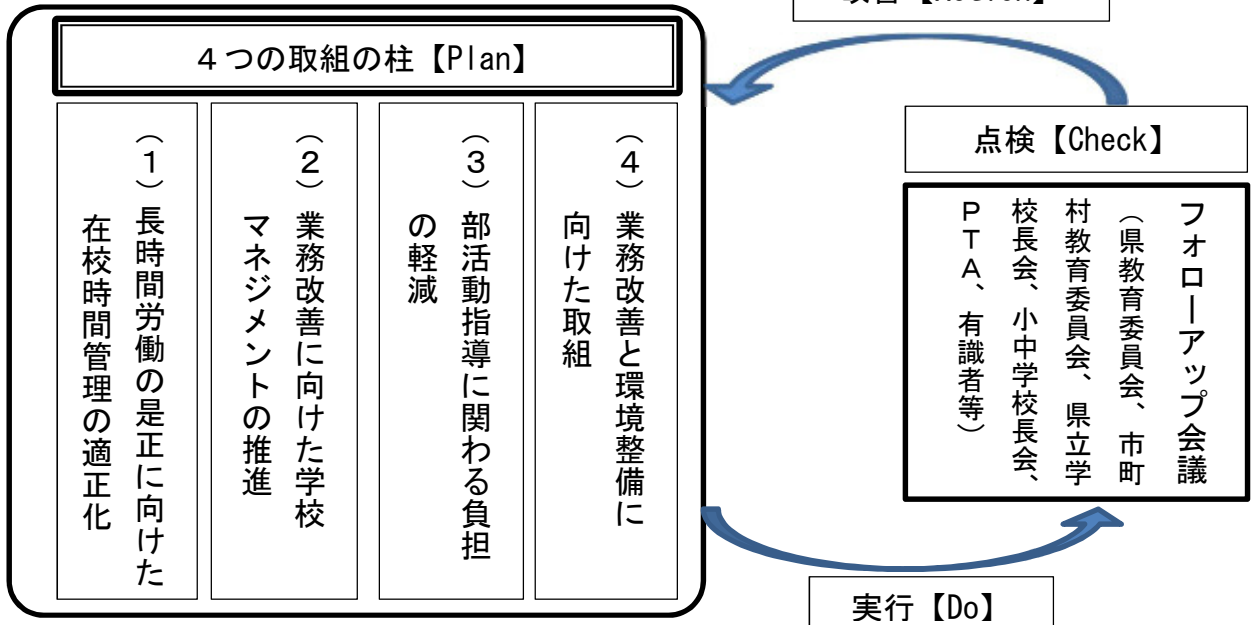 ４つの取組の柱【Plan】
（１）長時間労働の是正に向けた
在校時間管理の適正化
（２）業務改善に向けた学校
マネジメントの推進
（３）部活動指導に関わる負担
の軽減
（４）業務改善と環境整備に
向けた取組
点検【Check】
フォローアップ会議
（県教育委員会、市町
村教育委員会、県立学
校長会、小中学校長会、
ＰＴＡ、有識者等）
実行【Do】